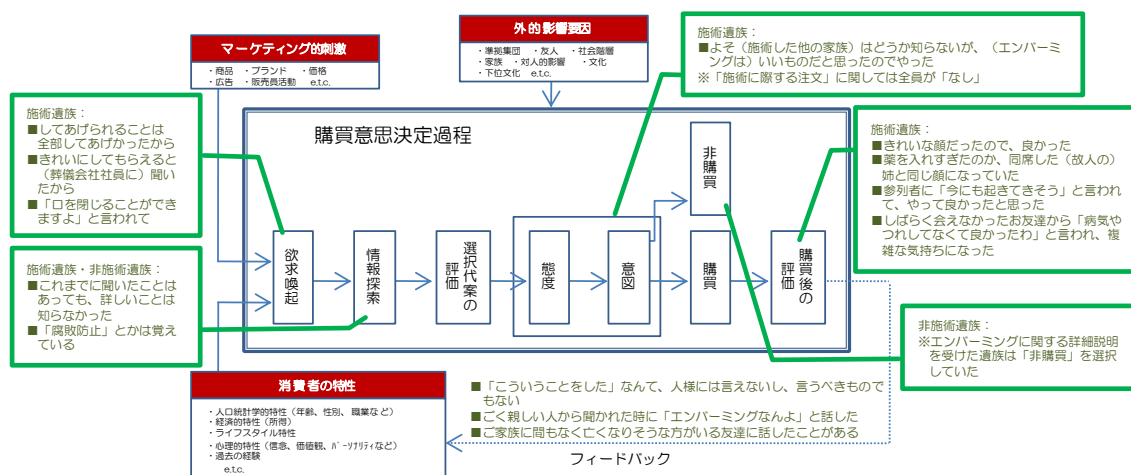 マーケティング的刺激
・商品　・ブランド　・価格
・広告　・販売員活動　e.t.c.
外的影響要因
・準拠集団　・友人　・社会階層
・家族　・対人的影響　・文化
・下位文化　e.t.c.
施術遺族：
■よそ（施術した他の家族）はどうか知らないが、（エンバーミ
ングは）いいものだと思ったのでやった
※「施術に際する注文」に関しては全員が「なし」
施術遺族：
■してあげられることは
全部してあげかったから
■きれいにしてもらえると
（葬儀会社社員に）聞い
たから
■「口を閉じることができ
ますよ」と言われて
購買意思決定過程
施術遺族：
■きれいな顔だったので、良かった
■薬を入れすぎたのか、同席した（故人の）
姉と同じ顔になっていた
■参列者に「今にも起きてきそう」と言われ
て、やって良かったと思った
■しばらく会えなかったお友達から「病気や
つれしてなくて良かったわ」と言われ、複
雑な気持ちになった
非購買
欲求喚起
情報探索
選択代案の
評価
態度
意図
購買
購買後の
評価
施術遺族・非施術遺族：
■これまでに聞いたことは
あっても、詳しいことは
知らなかった
■「腐敗防止」とかは覚え
ている
非施術遺族：
※エンバーミングに関する詳細説明
を受けた遺族は「非購買」を選択
していた
消費者の特性
・人口統計学的特性（年齢、性別、職業など）
・経済的特性（所得）
・ライフスタイル特性
・心理的特性（信念、価値観、パーソナリティなど）
・過去の経験
e.t.c.
■「こういうことをした」なんて、人様には言えないし、言うべきものでもない
■ごく親しい人から聞かれた時に「エンバーミングなんよ」と話した
■ご家族に間もなく亡くなりそうな方がいる友達に話したことがある
フィードバック